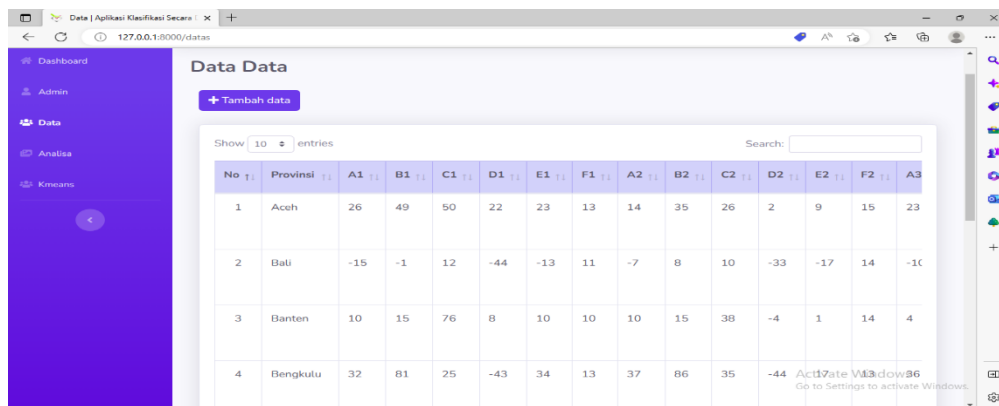 Data | Aplikasi Klasifikasi Secara
127.0.0.1:8000/datas
Dashboard
Admin
Data
Analisa
Kmeans
Data Data
+ Tambah data
Show 10 entries
Search:
No Provinsi A1 B1 C1 D1 E1 F1 A2 B2 C2 D2 E2 F2 A3
1 Aceh 26 49 50 22 23 13 14 35 26 2 9 15 23
2 Bali -15 -1 12 -44 -13 11 -7 8 10 -33 -17 14
3 Banten 10 15 76 8 10 10 10 15 38 -4 1 14 4
4 Bengkulu 32 81 25 -43 34 13 37 86 35 -44 17 13 36
Activate Windows
Go to Settings to activate Windows.